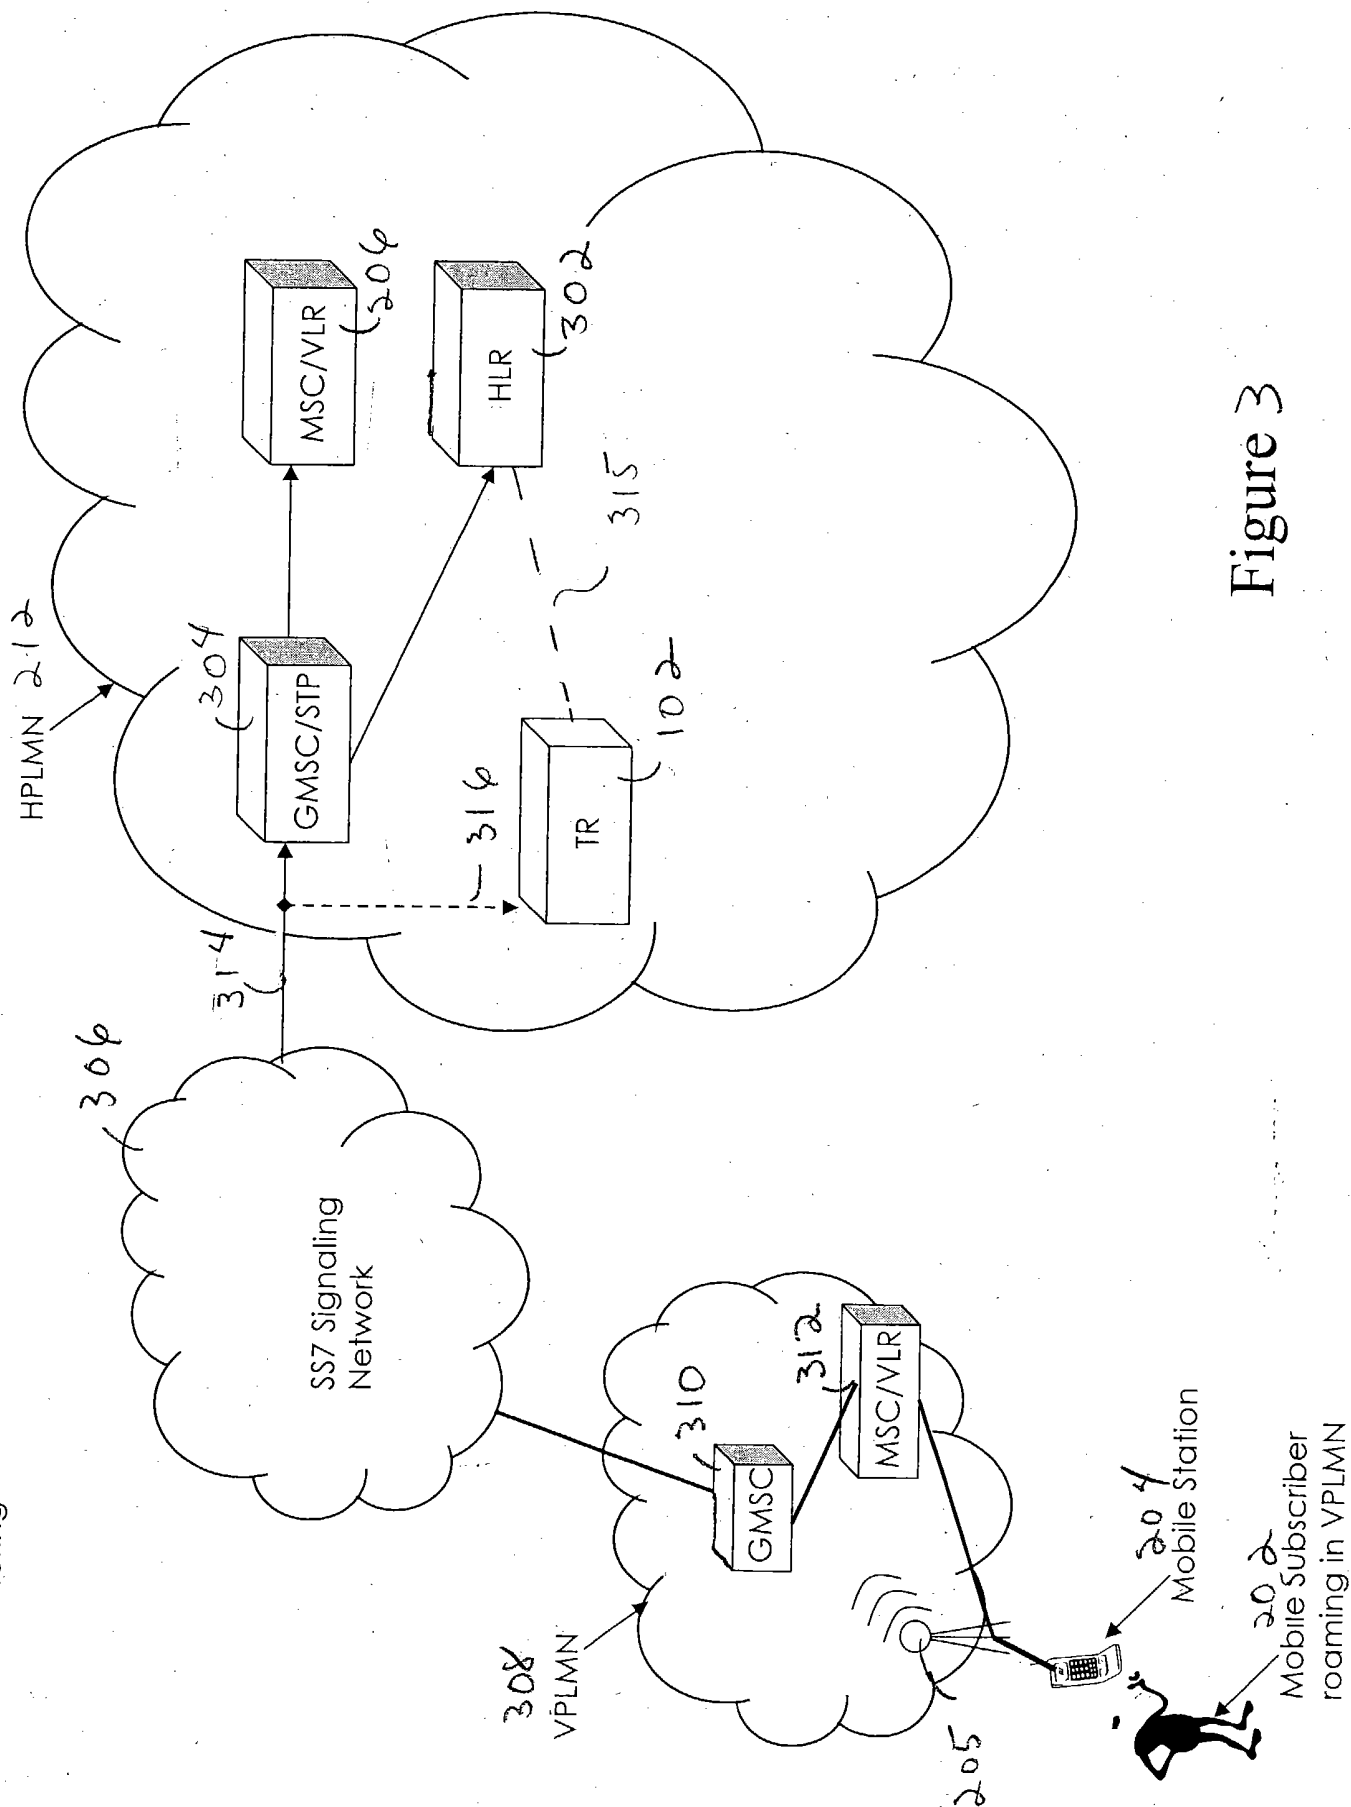 HPLMN 212
304
GMSC/STP
MSC/VLR
206
HLR
302
315
316
TR
102
314
306
SS7 Signaling
Network
308
VPLMN
310
GMSC
312
MSC/VLR
205
204
Mobile Station
202
Mobile Subscriber
roaming in VPLMN
Figure 3